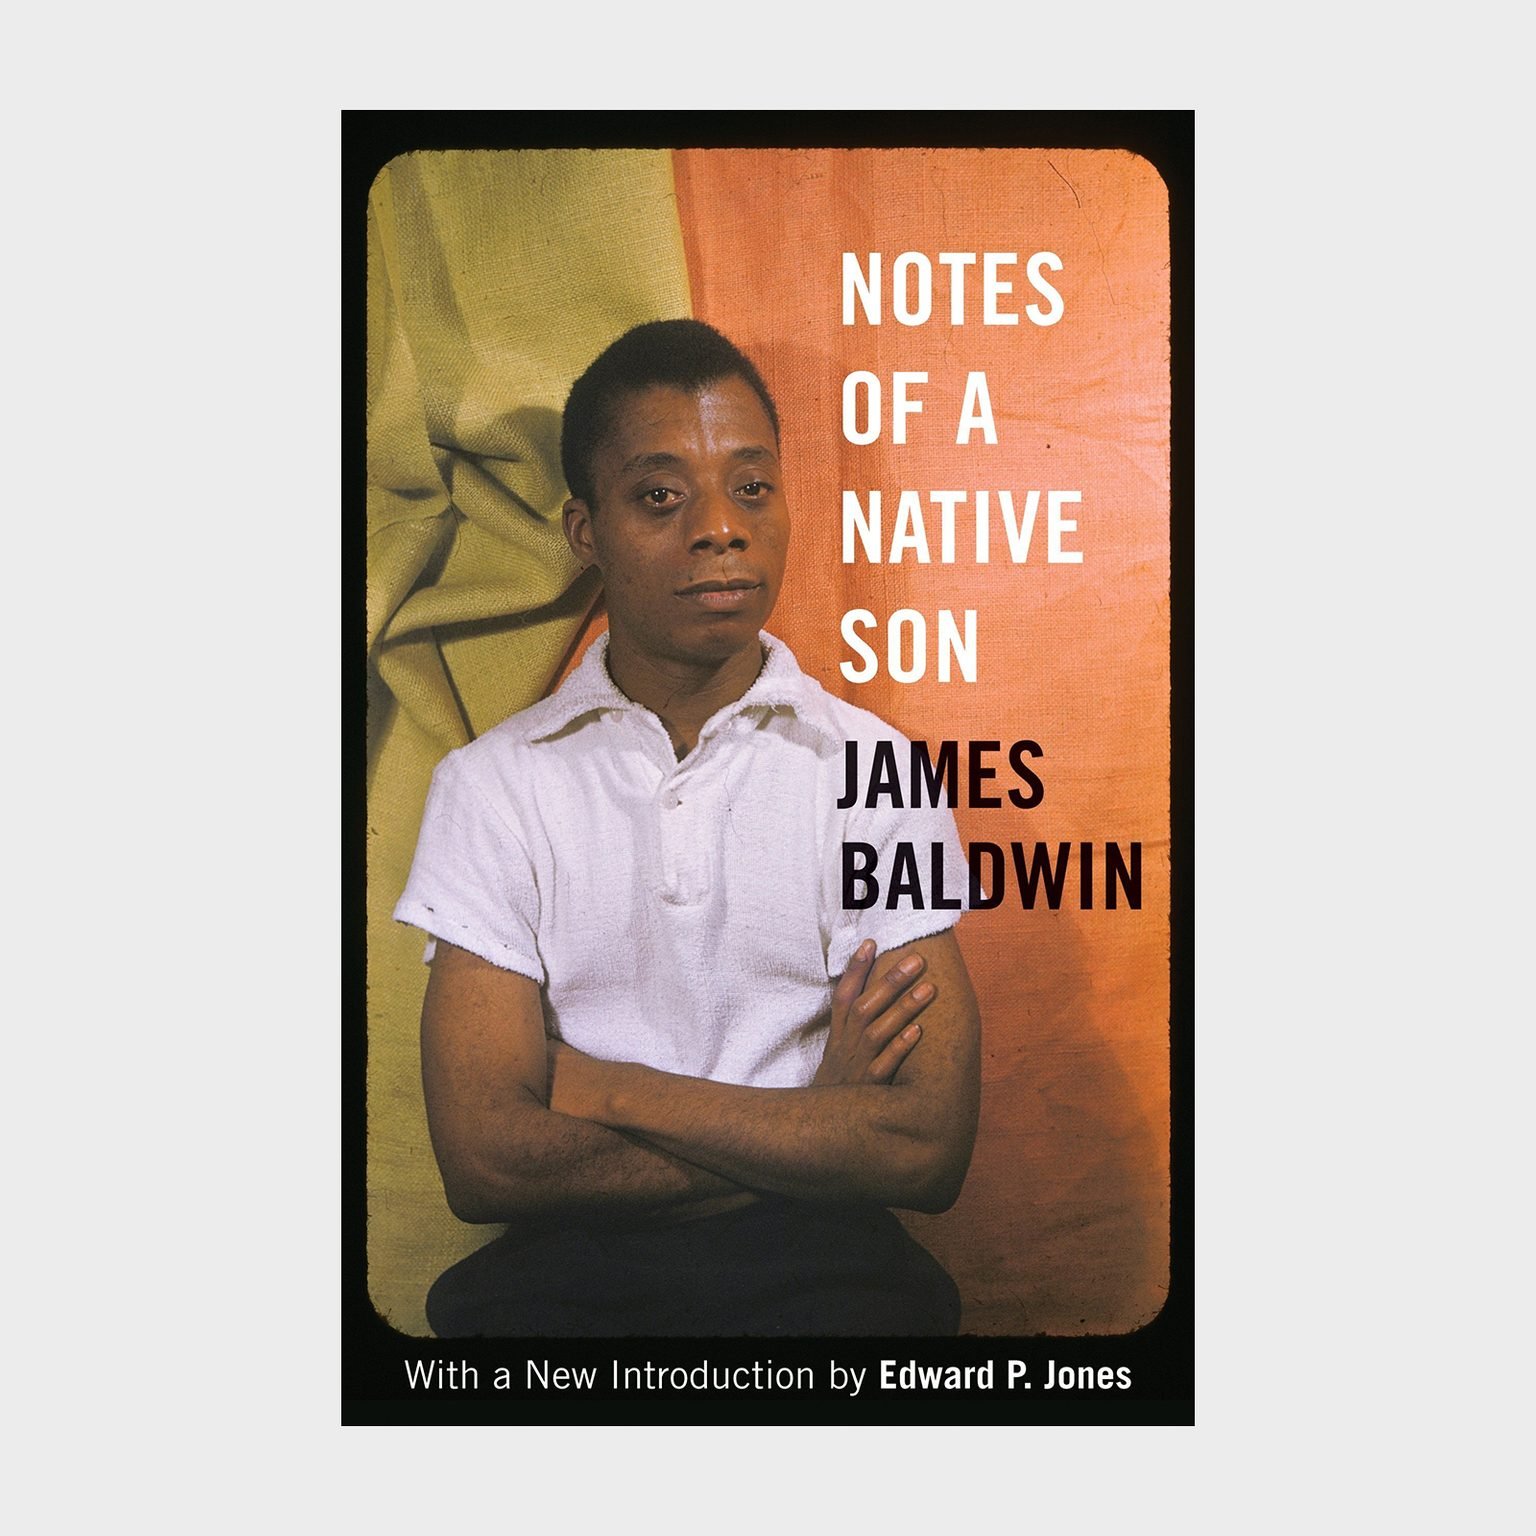 NOTES
OF A
NATIVE
SON
JAMES
BALDWIN
With a New Introduction by Edward P. Jones